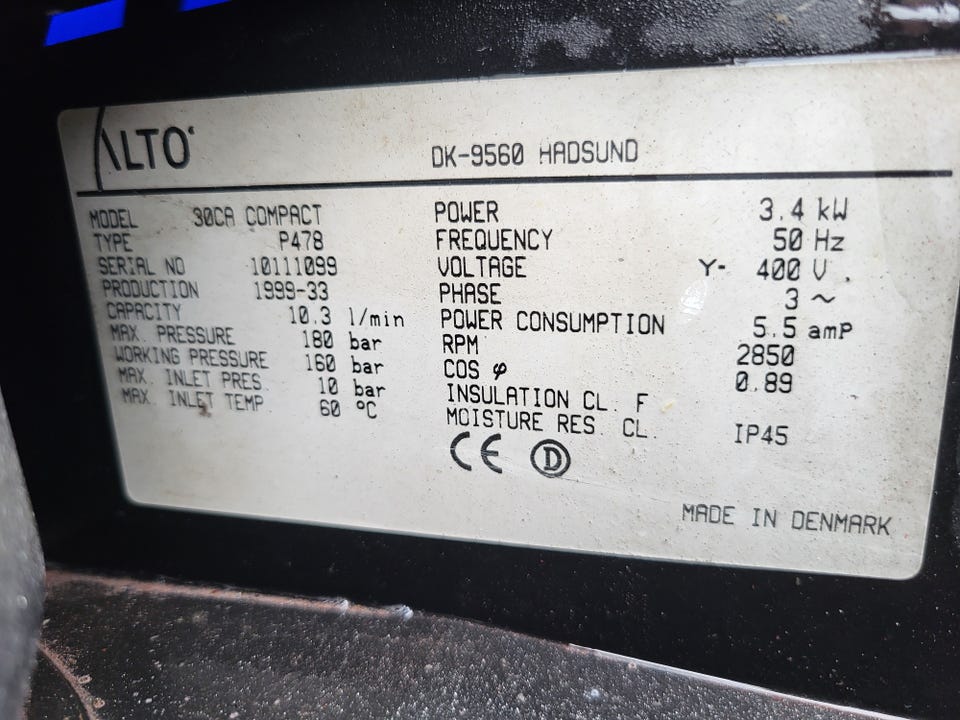 ALTO
DK-9560 HADSUND
MODEL 30CA COMPACT
TYPE P478
SERIAL NO 10111099
PRODUCTION 1999-33
CAPACITY 10.3 l/min
MAX. PRESSURE 180 bar
WORKING PRESSURE 160 bar
MAX. INLET PRES. 10 bar
MAX. INLET TEMP 60 °C
POWER 3.4 kW
FREQUENCY 50 Hz
VOLTAGE Y- 400 V.
PHASE 3 ~
POWER CONSUMPTION 5.5 amP
RPM 2850
COS φ 0.89
INSULATION CL. F
MOISTURE RES. CL. IP45
CE D
MADE IN DENMARK